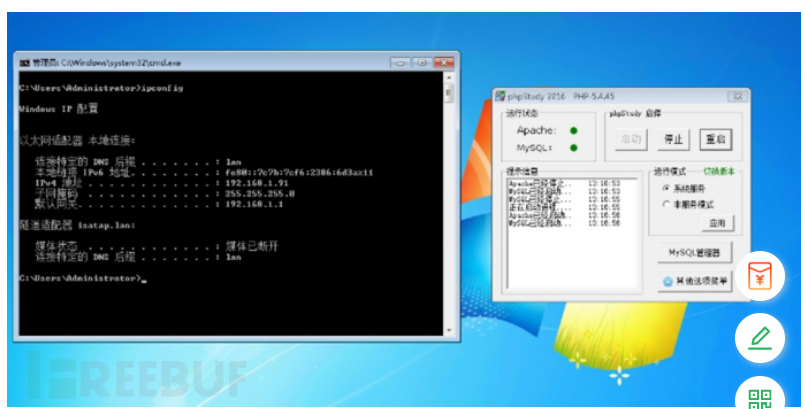 管理员: C:\Windows\system32\cmd.exe
C:\Users\Administrator>ipconfig
Windows IP 配置
以太网适配器 本地连接:
连接特定的 DNS 后缀 . . . . . . . : lan
本地链接 IPv6 地址. . . . . . . . : fe80::7c7b:7cf6:2386:6d3a%11
IPv4 地址 . . . . . . . . . . . . : 192.168.1.91
子网掩码 . . . . . . . . . . . . : 255.255.255.0
默认网关. . . . . . . . . . . . . : 192.168.1.1
隧道适配器 isatap.lan:
媒体状态 . . . . . . . . . . . . : 媒体已断开
连接特定的 DNS 后缀 . . . . . . . : lan
C:\Users\Administrator>_
phpStudy 2016 PHP-5.4.45
运行状态
Apache:
MySQL:
phpStudy 启停
启动
停止
重启
提示信息
Apache已经停止... 13:16:53
MySQL已经启动... 13:16:53
MySQL已经停止... 13:16:55
正在启动普通... 13:16:55
Apache已经启动... 13:16:56
MySQL已经启动... 13:16:56
运行模式
切换版本
系统服务
非服务模式
应用
MySQL管理器
其他选项菜单
¥
FREEBUF